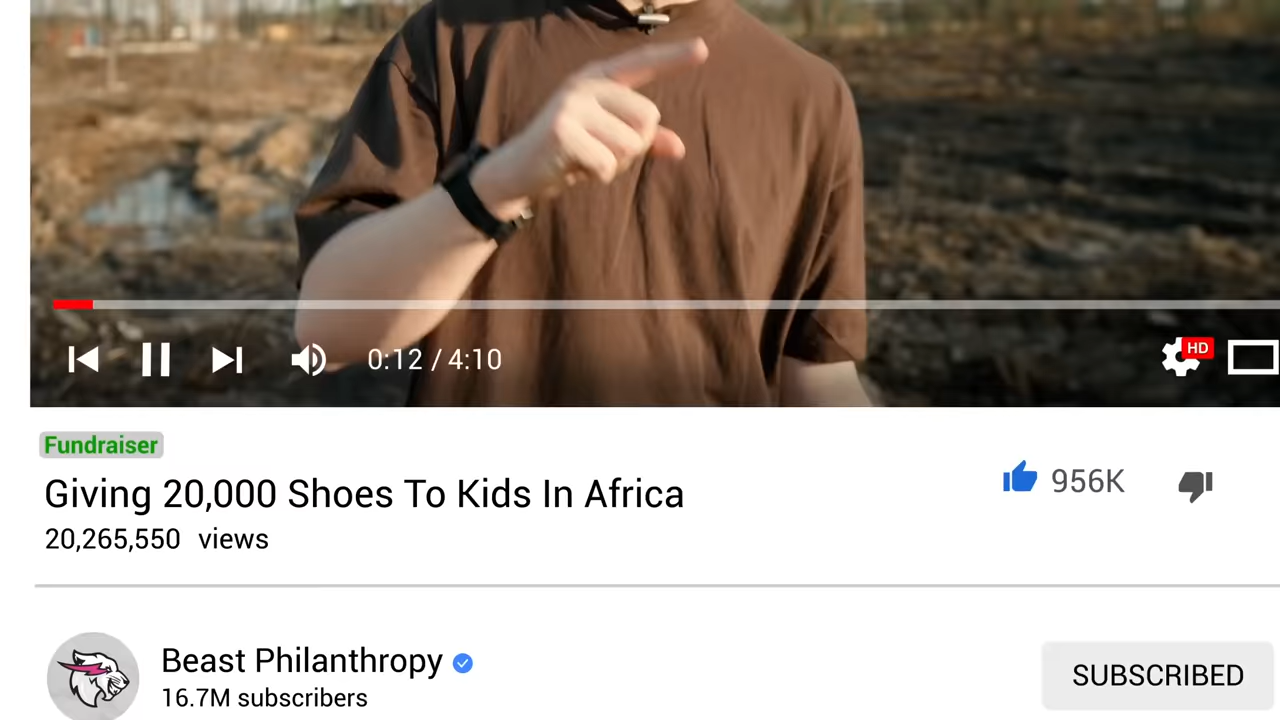 0:12 / 4:10
HD
Fundraiser
Giving 20,000 Shoes To Kids In Africa
956K
20,265,550 views
Beast Philanthropy
16.7M subscribers
SUBSCRIBED